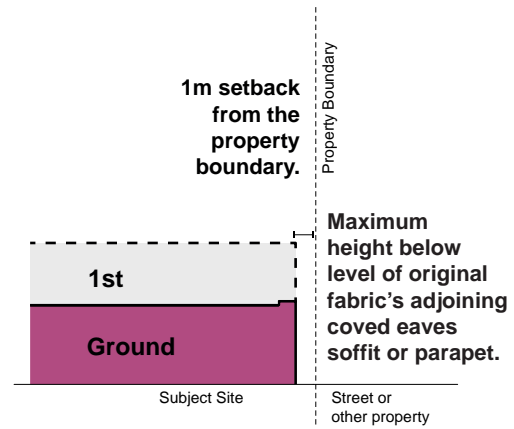 1m setback
from the
property
boundary.
Property Boundary
Maximum
height below
level of original
fabric's adjoining
coved eaves
soffit or parapet.
1st
Ground
Subject Site
Street or
other property